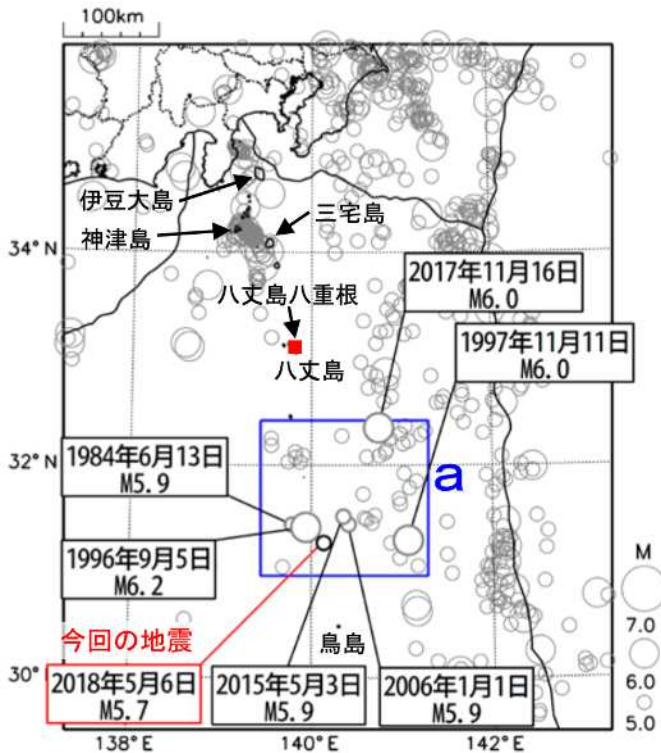 100km
伊豆大島
三宅島
神津島
34°N
2017年11月16日
M6.0
八丈島八重根
1997年11月11日
M6.0
八丈島
32°N
1984年6月13日
M5.9
a
1996年9月5日
M6.2
M
今回の地震
鳥島
7.0
30°
2018年5月6日
M5.7
2015年5月3日
M5.9
2006年1月1日
M5.9
6.0
5.0
138°E
140°E
142°E